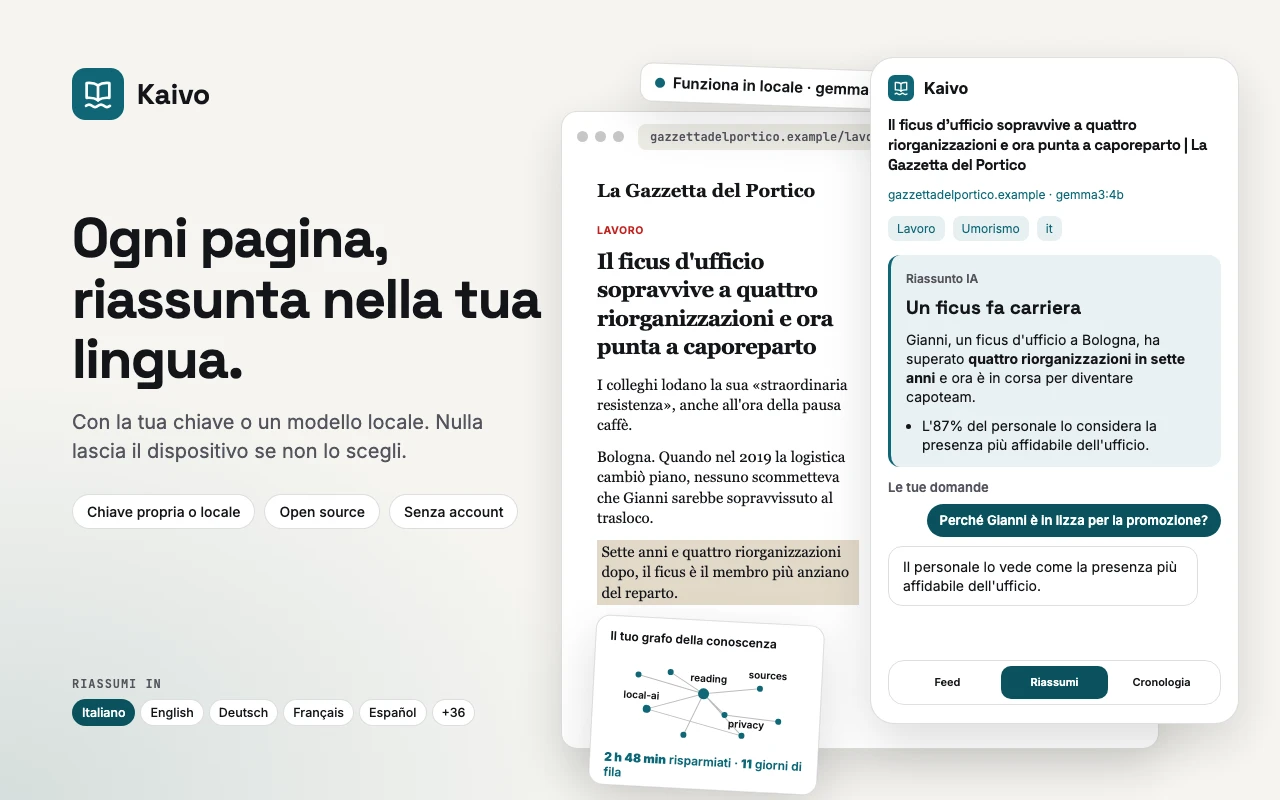 Kaivo
Ogni pagina,
riassunta nella tua
lingua.
Con la tua chiave o un modello locale. Nulla
lascia il dispositivo se non lo scegli.
Chiave propria o locale
Open source
Senza account
RIASSUMI IN
Italiano
English
Deutsch
Français
Español
+36
Funziona in locale · gemma
gazzettadelportico.example/lavo
La Gazzetta del Portico
LAVORO
Il ficus d'ufficio
sopravvive a quattro
riorganizzazioni e ora
punta a caporeparto
I colleghi lodano la sua «straordinaria
resistenza», anche all'ora della pausa
caffè.
Bologna. Quando nel 2019 la logistica
cambiò piano, nessuno scommetteva
che Gianni sarebbe sopravvissuto al
trasloco.
Sette anni e quattro riorganizzazioni
dopo, il ficus è il membro più anziano
del reparto.
Il tuo grafo della conoscenza
reading
sources
local-ai
privacy
2 h 48 min risparmiati · 11 giorni di
fila
Kaivo
Il ficus d’ufficio sopravvive a quattro
riorganizzazioni e ora punta a caporeparto | La
Gazzetta del Portico
gazzettadelportico.example · gemma3:4b
Lavoro
Umorismo
it
Riassunto IA
Un ficus fa carriera
Gianni, un ficus d'ufficio a Bologna, ha
superato quattro riorganizzazioni in sette
anni e ora è in corsa per diventare
capoteam.
• L'87% del personale lo considera la
presenza più affidabile dell'ufficio.
Le tue domande
Perché Gianni è in lizza per la promozione?
Il personale lo vede come la presenza più
affidabile dell'ufficio.
Feed
Riassumi
Cronologia